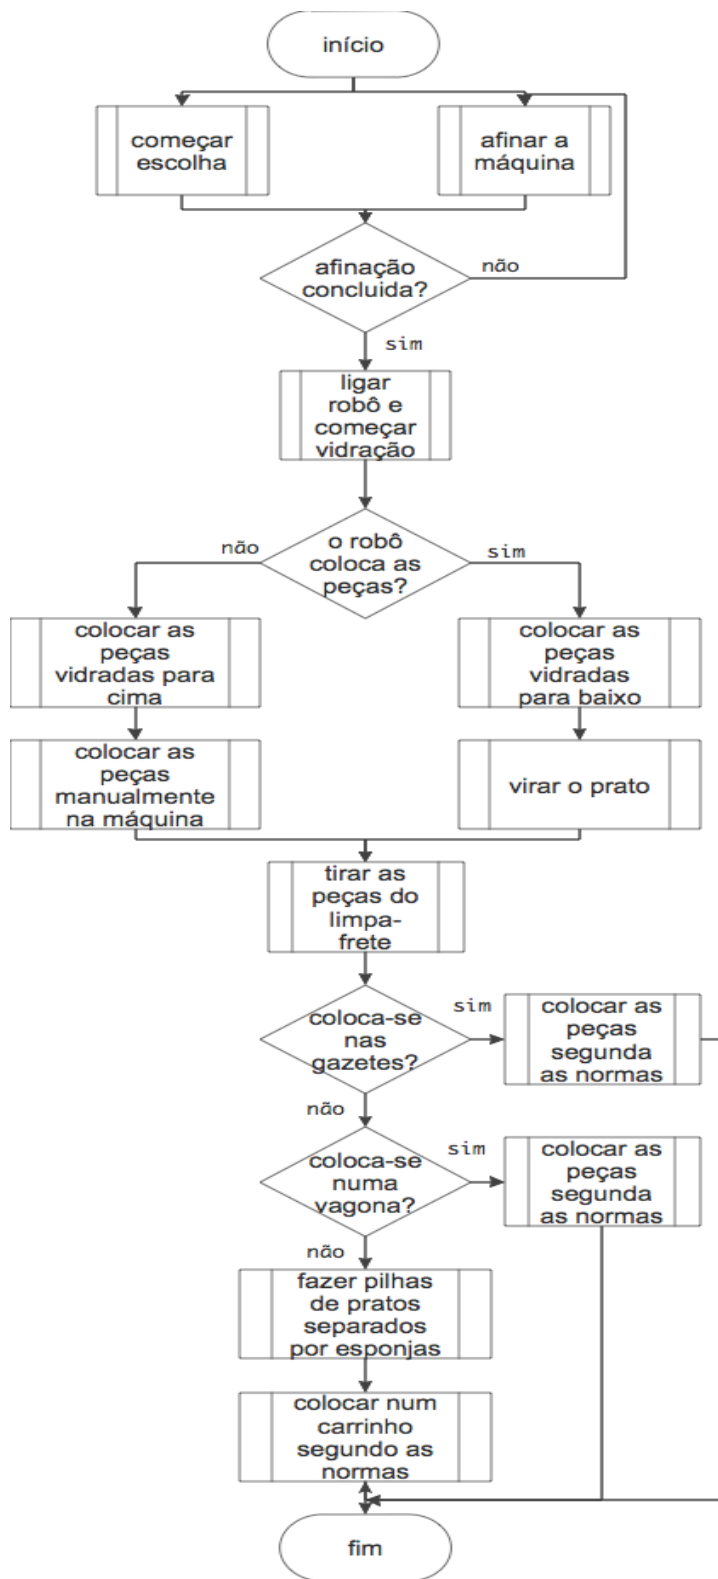 início
começar
escolha
afinar a
máquina
afinação
concluida?
não
sim
ligar
robô e
começar
vidração
o robô
coloca as
peças?
não
sim
colocar as
peças
vidradas para
cima
colocar as
peças
vidradas
para baixo
colocar as
peças
manualmente
na máquina
virar o prato
tirar as
peças do
limpa-
frete
coloca-se
nas
gazetes?
sim
colocar as
peças
segunda
as normas
não
coloca-se
numa
vagona?
sim
colocar as
peças
segunda
as normas
não
fazer pilhas
de pratos
separados
por esponjas
colocar num
carrinho
segundo as
normas
fim